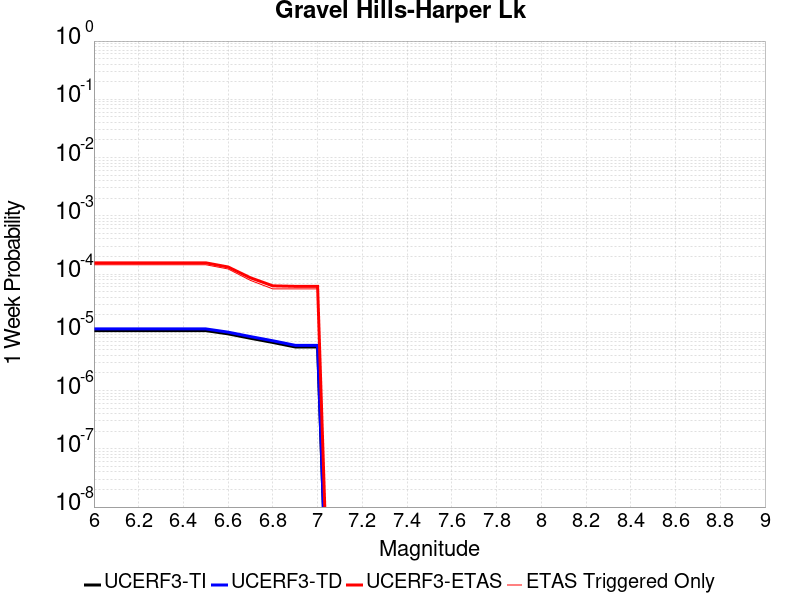 Gravel Hills-Harper Lk
10^0
10^-1
10^-2
10^-3
10^-4
10^-5
10^-6
10^-7
10^-8
1 Week Probability
6 6.2 6.4 6.6 6.8 7 7.2 7.4 7.6 7.8 8 8.2 8.4 8.6 8.8 9
Magnitude
UCERF3-TI UCERF3-TD UCERF3-ETAS ETAS Triggered Only